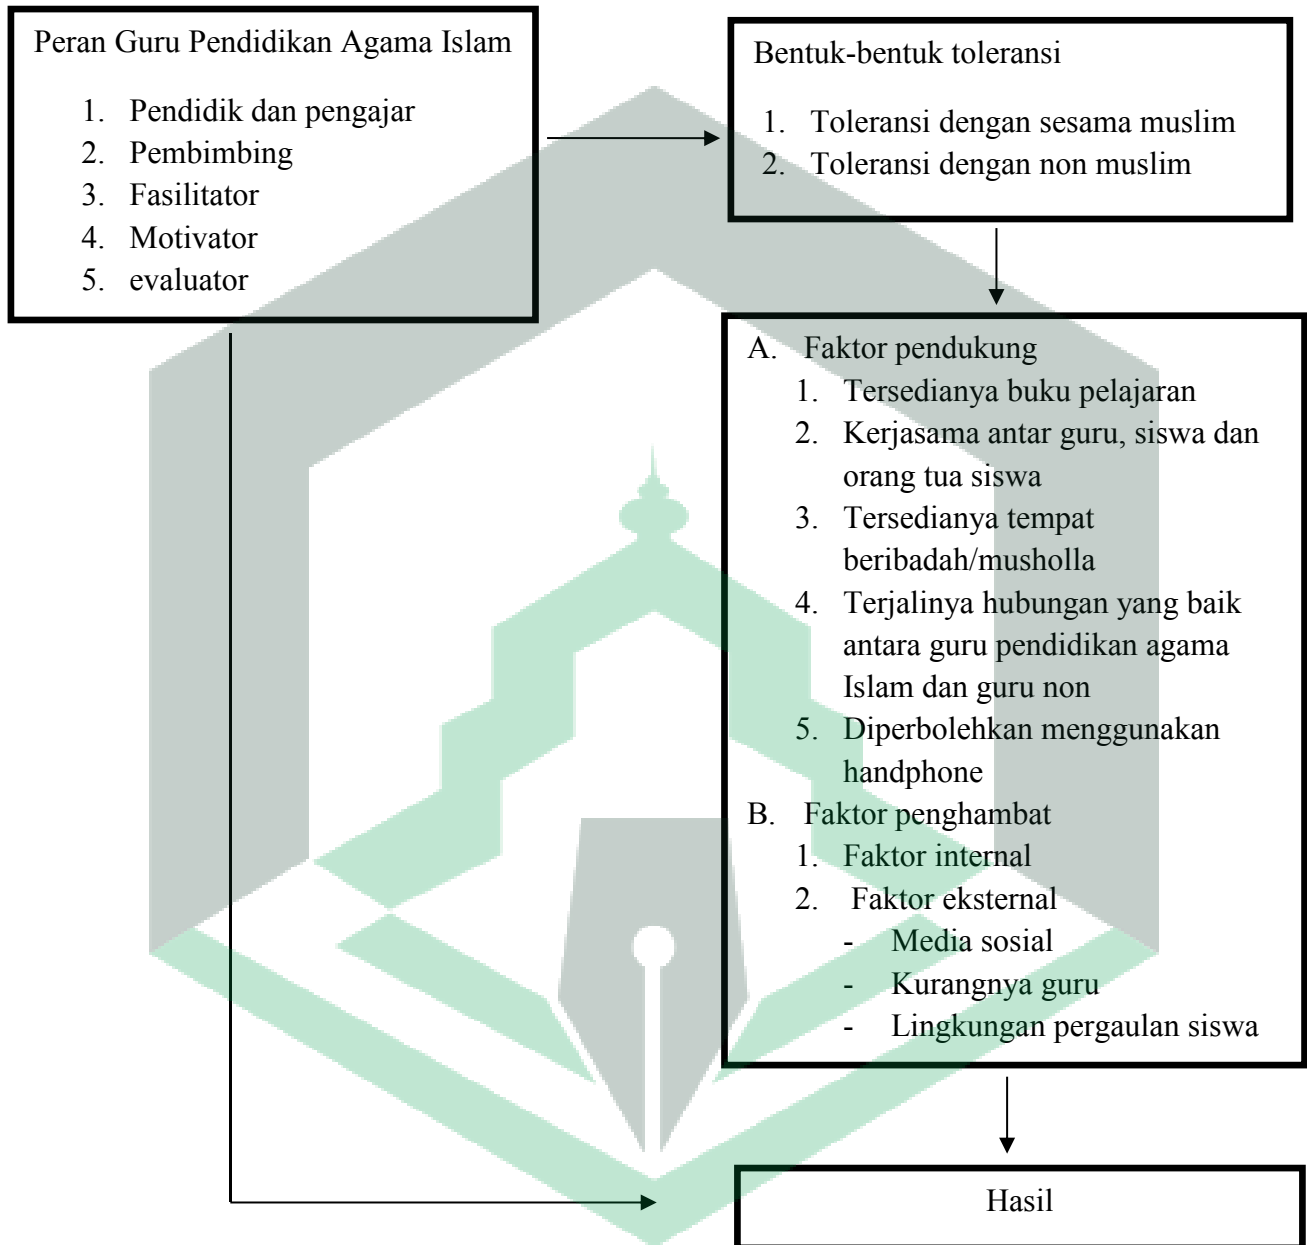 Peran Guru Pendidikan Agama Islam
1. Pendidik dan pengajar
2. Pembimbing
3. Fasilitator
4. Motivator
5. evaluator
Bentuk-bentuk toleransi
1. Toleransi dengan sesama muslim
2. Toleransi dengan non muslim
A. Faktor pendukung
1. Tersedianya buku pelajaran
2. Kerjasama antar guru, siswa dan
orang tua siswa
3. Tersedianya tempat
beribadah/musholla
4. Terjalinya hubungan yang baik
antara guru pendidikan agama
Islam dan guru non
5. Diperbolehkan menggunakan
handphone
B. Faktor penghambat
1. Faktor internal
2. Faktor eksternal
- Media sosial
- Kurangnya guru
- Lingkungan pergaulan siswa
Hasil